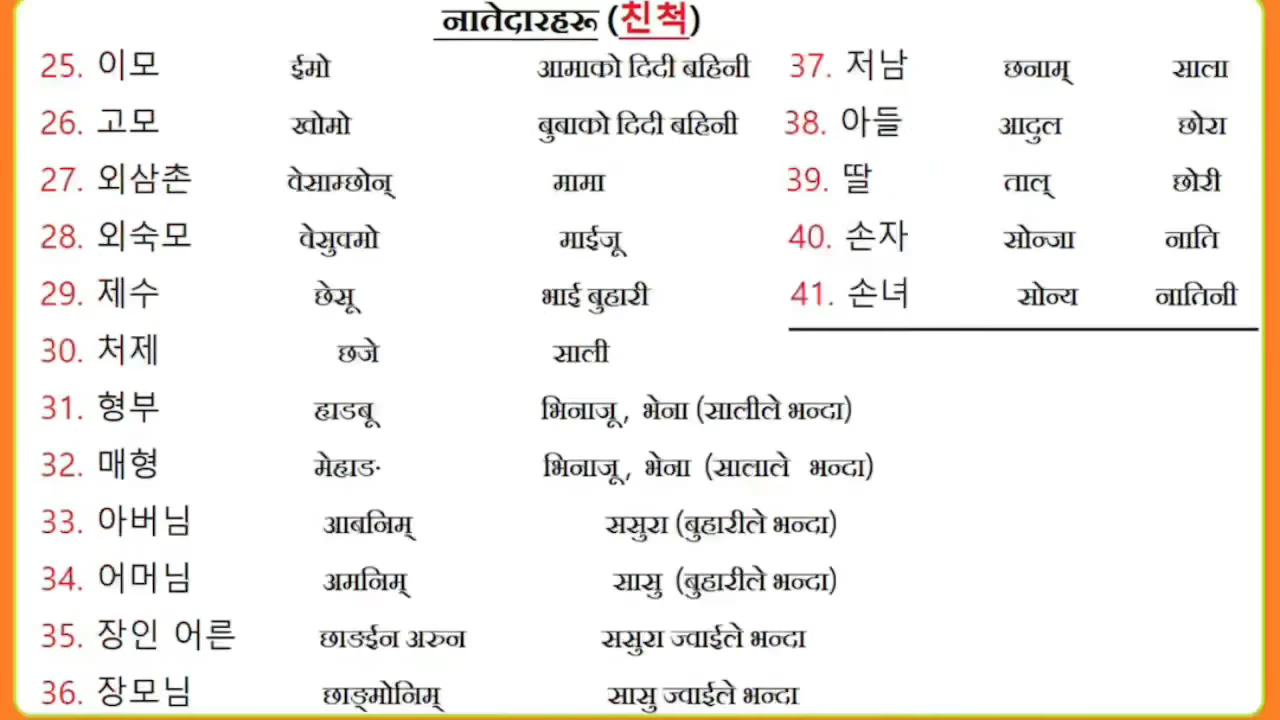 नातेदारहरू (친척)
25. 이모 ईमो आमाको दिदी बहिनी
26. 고모 खोमो बुबाको दिदी बहिनी
27. 외삼촌 वेसाम्छोन् मामा
28. 외숙모 वेसुक्मो माईजू
29. 제수 छेसू भाई बुहारी
30. 처제 छजे साली
31. 형부 ह्राडबू भिनाजू , भेना (सालीले भन्दा)
32. 매형 मेह्राङ भिनाजू , भेना (सालाले भन्दा)
33. 아버님 आबनिम् ससुरा (बुहारीले भन्दा)
34. 어머님 अमनिम् सासु (बुहारीले भन्दा)
35. 장인 어른 छाङईन अरुन ससुरा ज्वाईले भन्दा
36. 장모님 छाङ्मोनिम् सासु ज्वाईले भन्दा
37. 저남 छनाम् साला
38. 아들 आदुल छोरा
39. 딸 ताल् छोरी
40. 손자 सोन्जा नाति
41. 손녀 सोन्य नातिनी